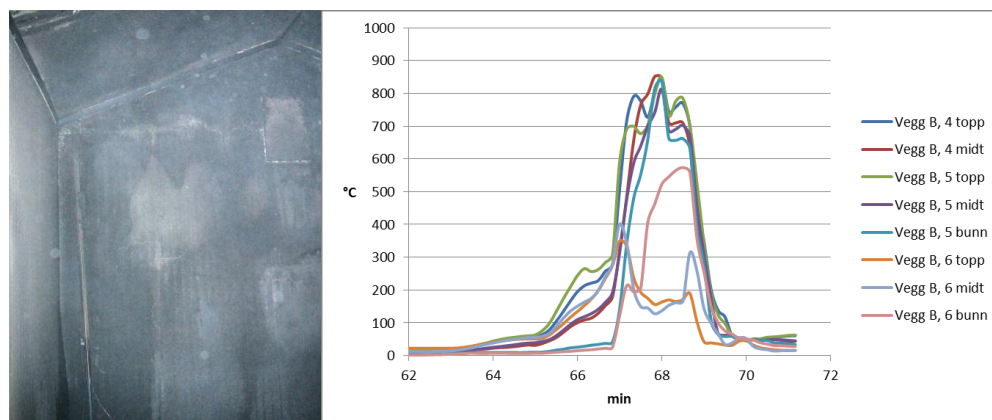 1000
900
800
700
600
500
400
300
200
100
0
°C
62 64 66 68 70 72
min
Vegg B, 4 topp
Vegg B, 4 midt
Vegg B, 5 topp
Vegg B, 5 midt
Vegg B, 5 bunn
Vegg B, 6 topp
Vegg B, 6 midt
Vegg B, 6 bunn